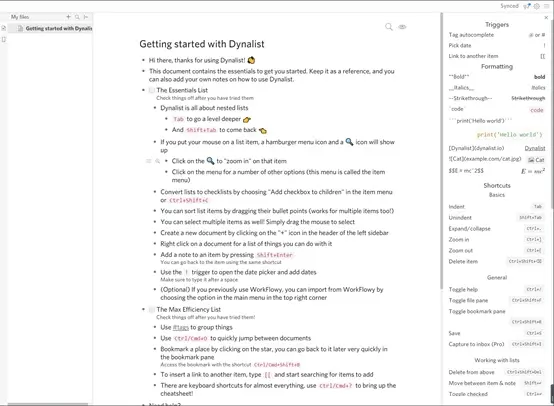 Synced
My files
Getting started with Dynalist
Getting started with Dynalist
Hi there, thanks for using Dynalist!
This document contains the essentials to get you started. Keep it as a reference, and you
can also add your own notes on how to use Dynalist.
The Essentials List
Check things off after you have tried them
Dynalist is all about nested lists
Tab to go a level deeper
And Shift+Tab to come back
If you put your mouse on a list item, a hamburger menu icon and a 🔍 icon will show
up
Click on the 🔍 to "zoom in" on that item
Click on the menu for a number of other options (this menu is called the item
menu)
Convert lists to checklists by choosing "Add checkbox to children" in the item menu
or Ctrl+Shift+C
You can sort list items by dragging their bullet points (works for multiple items too!)
You can select multiple items as well! Simply drag the mouse to select
Create a new document by clicking on the "+" icon in the header of the left sidebar
Right click on a document for a list of things you can do with it
Add a note to an item by pressing Shift+Enter
You can go back to the item using the same shortcut
Use the ! trigger to open the date picker and add dates
Make sure to type it after a space
(Optional) If you previously use WorkFlowy, you can import from WorkFlowy by
choosing the option in the main menu in the top right corner
The Max Efficiency List
Check things off after you have tried them!
Use #tags to group things
Use Ctrl/Cmd+O to quickly jump between documents
Bookmark a place by clicking on the star, you can go back to it later very quickly in
the bookmark pane
Access the bookmark with the shortcut Ctrl/Cmd+Shift+B
To insert a link to another item, type [[ and start searching for items to add
There are keyboard shortcuts for almost everything, use Ctrl/Cmd+? to bring up the
cheatsheet!
Triggers
Tag autocomplete @ or #
Pick date !
Link to another item [[
Formatting
**Bold** bold
__Italics__ Italics
--Strikethrough-- Strikethrough
`code` code
```print('Hello world')```
print('Hello world')
[Dynalist](dynalist.io) Dynalist
![Cat](example.com/cat.jpg) Cat
$$E = mc^2$$ E = mc²
Shortcuts
Basics
Indent Tab
Unindent Shift+Tab
Expand/collapse Ctrl+.
Zoom in Ctrl+]
Zoom out Ctrl+[
Delete item Ctrl+Shift+⌫
General
Toggle help Ctrl+/
Toggle file pane Ctrl+Shift+F
Toggle bookmark pane
Ctrl+Shift+B
Save Ctrl+S
Capture to inbox (Pro) Ctrl+I
Working with lists
Delete from above Ctrl+Shift+Del
Move between item & note
Toggle checked